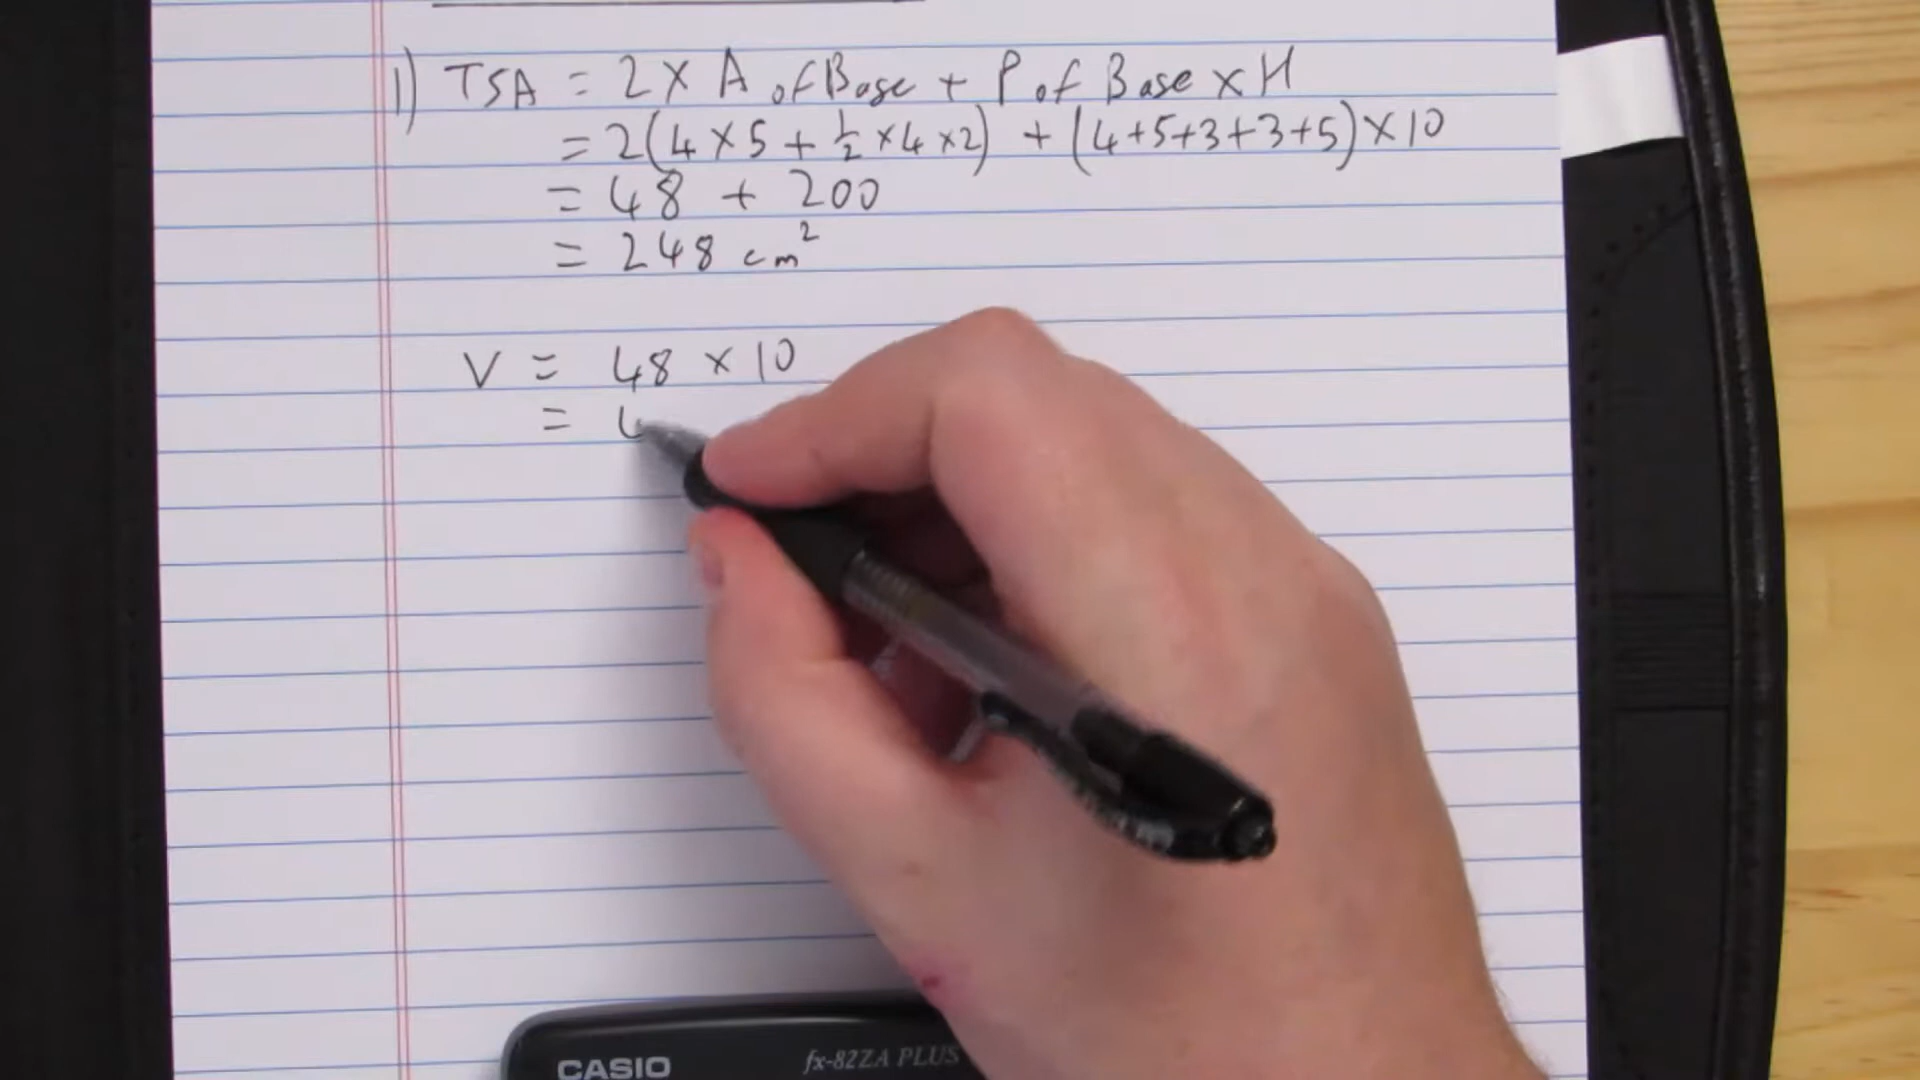 1) TSA = 2 × A of Base + P of Base × H
= 2(4 × 5 + 1/2 × 4 × 2) + (4+5+3+3+5) × 10
= 48 + 200
= 248 cm²
V = 48 × 10
= 4
CASIO fx-82ZA PLUS